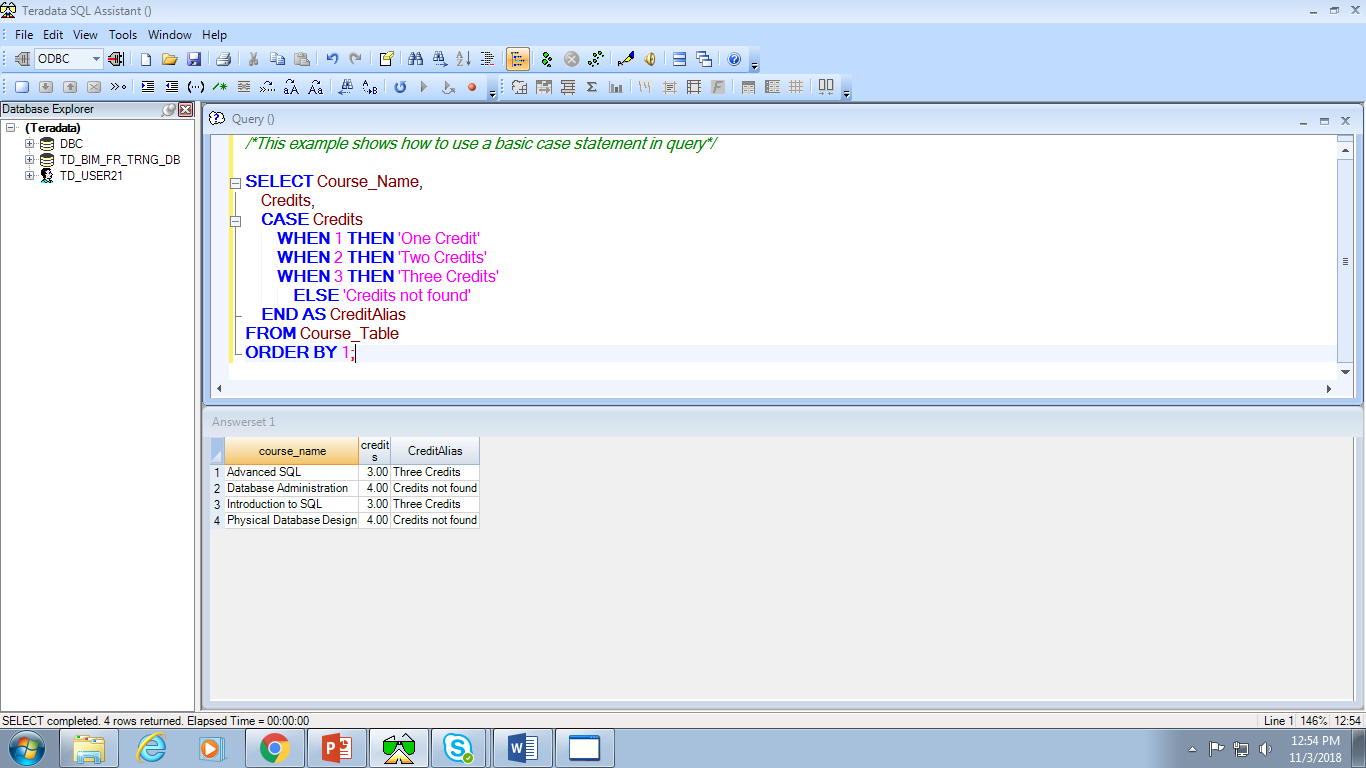 Teradata SQL Assistant ()
File Edit View Tools Window Help
ODBC
Database Explorer
(Teradata)
DBC
TD_BIM_FR_TRNG_DB
TD_USER21
Query ()
/*This example shows how to use a basic case statement in query*/
SELECT Course_Name,
Credits,
CASE Credits
WHEN 1 THEN 'One Credit'
WHEN 2 THEN 'Two Credits'
WHEN 3 THEN 'Three Credits'
ELSE 'Credits not found'
END AS CreditAlias
FROM Course_Table
ORDER BY 1;
Answerset 1
course_name credits CreditAlias
1 Advanced SQL 3.00 Three Credits
2 Database Administration 4.00 Credits not found
3 Introduction to SQL 3.00 Three Credits
4 Physical Database Design 4.00 Credits not found
SELECT completed. 4 rows returned. Elapsed Time = 00:00:00
Line 1 146% 12:54
12:54 PM
11/3/2018